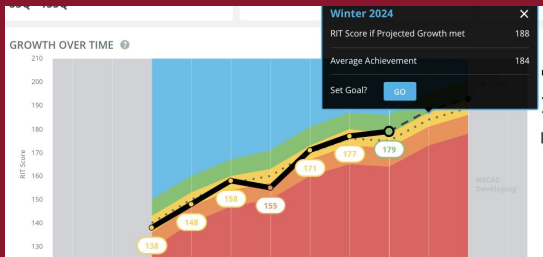 Winter 2024
RIT Score if Projected Growth met 188
Average Achievement 184
Set Goal? GO
GROWTH OVER TIME
210
200
190
180
170
160
150
140
130
RIT Score
138
148
158
155
171
177
179
NSCAS
Developing